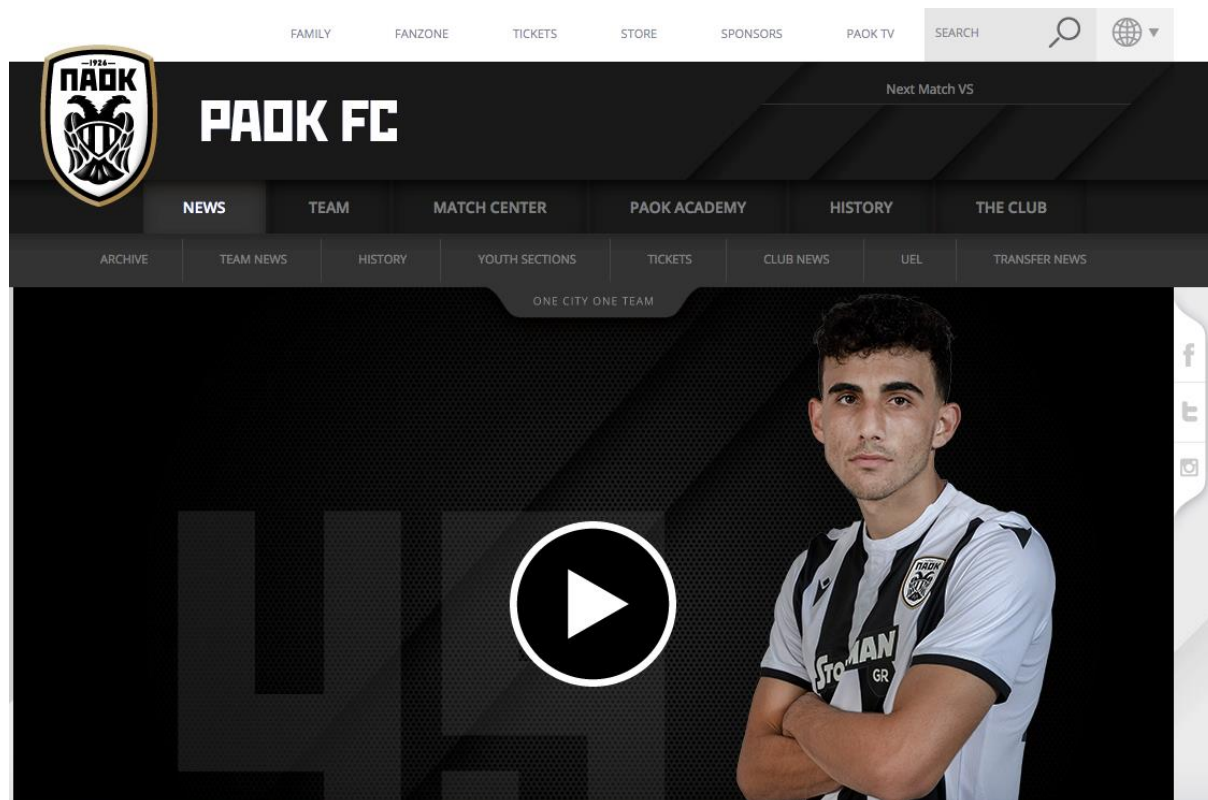 FAMILY FANZONE TICKETS STORE SPONSORS PAOK TV SEARCH
1926
ΠΑΟΚ
PAOK FC
Next Match VS
NEWS TEAM MATCH CENTER PAOK ACADEMY HISTORY THE CLUB
ARCHIVE TEAM NEWS HISTORY YOUTH SECTIONS TICKETS CLUB NEWS UEL TRANSFER NEWS
ONE CITY ONE TEAM
f
t
45
ΠΑΟΚ
GR